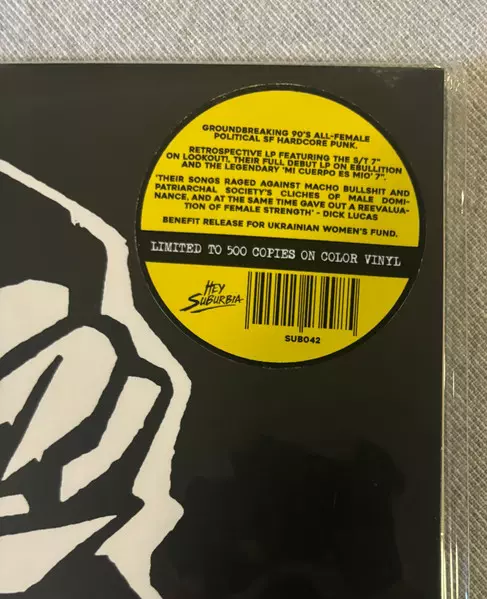 GROUNDBREAKING 90'S ALL-FEMALE
POLITICAL SF HARDCORE PUNK.
RETROSPECTIVE LP FEATURING THE S/T 7"
ON LOOKOUT!, THEIR FULL DEBUT LP ON EBULLITION
AND THE LEGENDARY 'MI CUERPO ES MIO' 7".
'THEIR SONGS RAGED AGAINST MACHO BULLSHIT AND
PATRIARCHAL SOCIETY'S CLICHES OF MALE DOMI-
NANCE, AND AT THE SAME TIME GAVE OUT A REEVALUA-
TION OF FEMALE STRENGTH' - DICK LUCAS
BENEFIT RELEASE FOR UKRAINIAN WOMEN'S FUND.
LIMITED TO 500 COPIES ON COLOR VINYL
HEY
SUBURBIA
SUB042